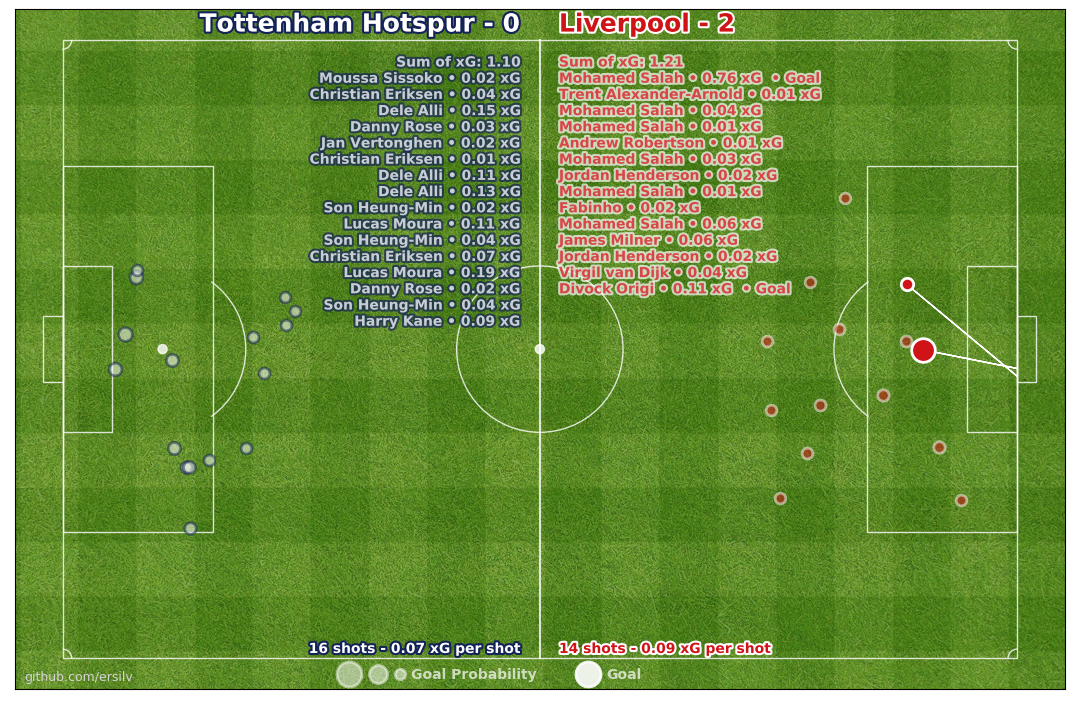 Tottenham Hotspur - 0
Sum of xG: 1.10
Moussa Sissoko • 0.02 xG
Christian Eriksen • 0.04 xG
Dele Alli • 0.15 xG
Danny Rose • 0.03 xG
Jan Vertonghen • 0.02 xG
Christian Eriksen • 0.01 xG
Dele Alli • 0.11 xG
Dele Alli • 0.13 xG
Son Heung-Min • 0.02 xG
Lucas Moura • 0.11 xG
Son Heung-Min • 0.04 xG
Christian Eriksen • 0.07 xG
Lucas Moura • 0.19 xG
Danny Rose • 0.02 xG
Son Heung-Min • 0.04 xG
Harry Kane • 0.09 xG
16 shots - 0.07 xG per shot
Liverpool - 2
Sum of xG: 1.21
Mohamed Salah • 0.76 xG • Goal
Trent Alexander-Arnold • 0.01 xG
Mohamed Salah • 0.04 xG
Mohamed Salah • 0.01 xG
Andrew Robertson • 0.01 xG
Mohamed Salah • 0.03 xG
Jordan Henderson • 0.02 xG
Mohamed Salah • 0.01 xG
Fabinho • 0.02 xG
Mohamed Salah • 0.06 xG
James Milner • 0.06 xG
Jordan Henderson • 0.02 xG
Virgil van Dijk • 0.04 xG
Divock Origi • 0.11 xG • Goal
14 shots - 0.09 xG per shot
github.com/ersilv
Goal Probability
Goal